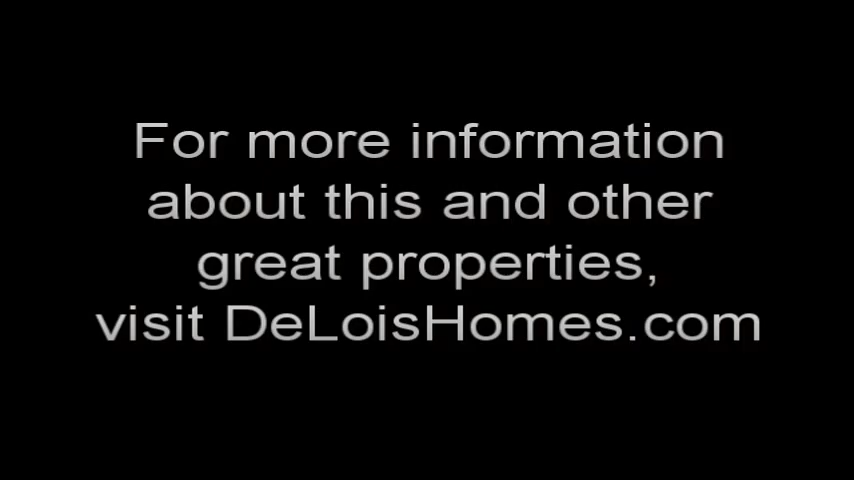 For more information
about this and other
great properties,
visit DeLoisHomes.com